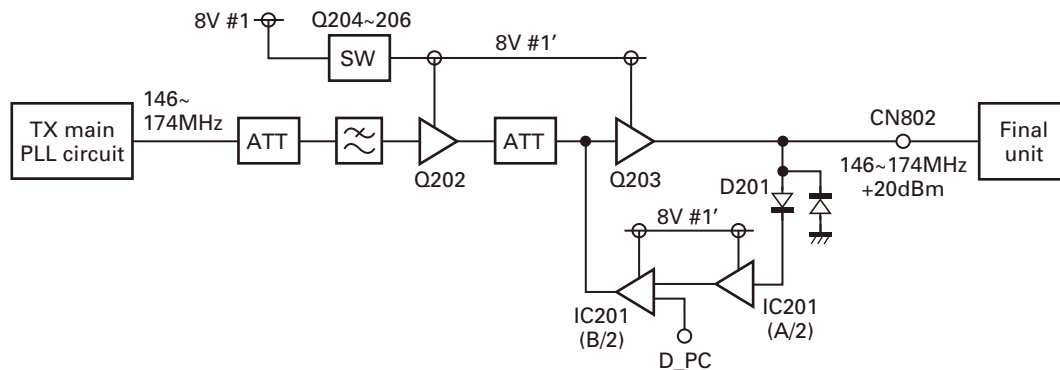 8V #1
Q204~206
SW
8V #1’
146~
174MHz
TX main
PLL circuit
ATT
Q202
ATT
Q203
CN802
146~174MHz
+20dBm
Final
unit
D201
8V #1’
IC201
(B/2)
IC201
(A/2)
D_PC